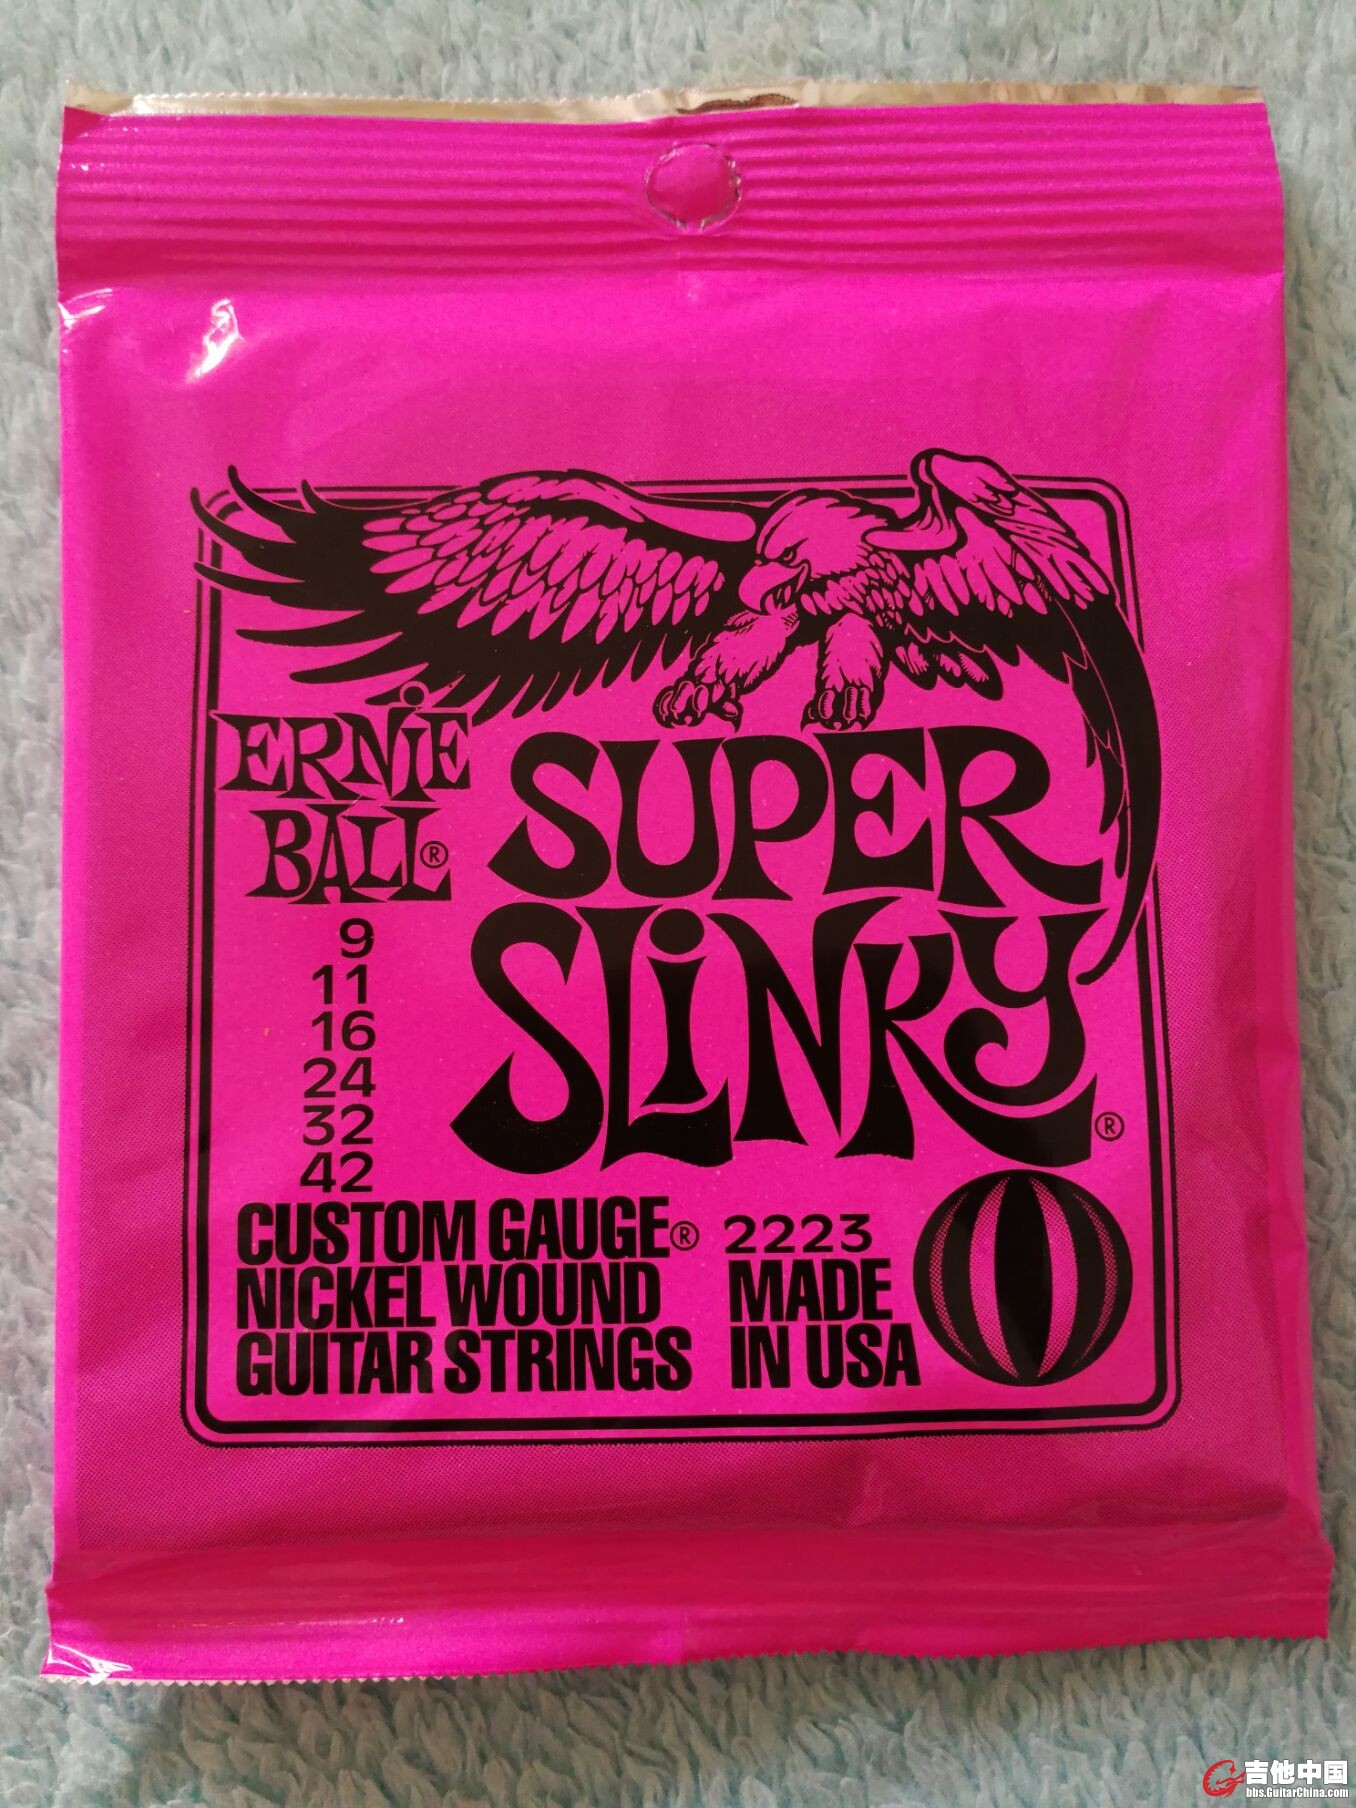 ERNiE
BALL®
SUPER
SLiNKY®
9
11
16
24
32
42
CUSTOM GAUGE®
NICKEL WOUND
GUITAR STRINGS
2223
MADE
IN USA
吉他中国
bbs.GuitarChina.com